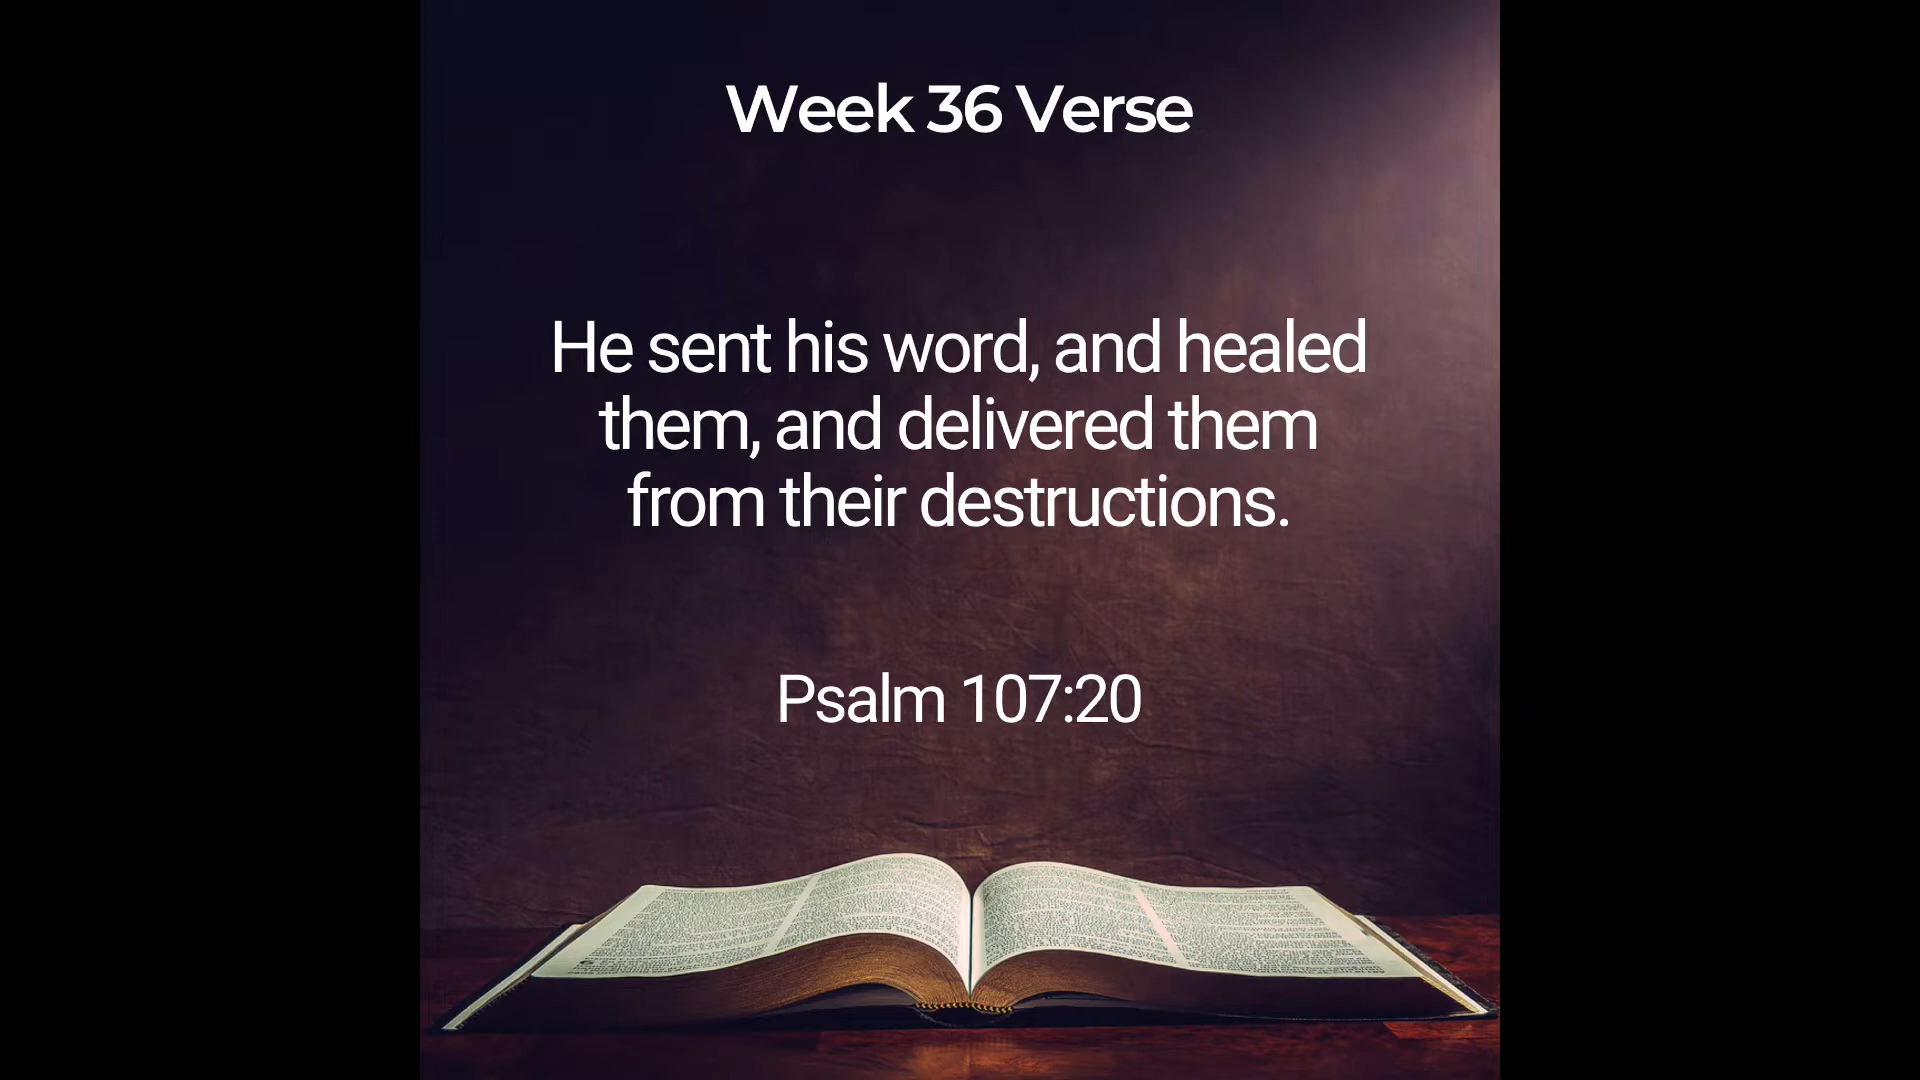 Week 36 Verse
He sent his word, and healed
them, and delivered them
from their destructions.
Psalm 107:20